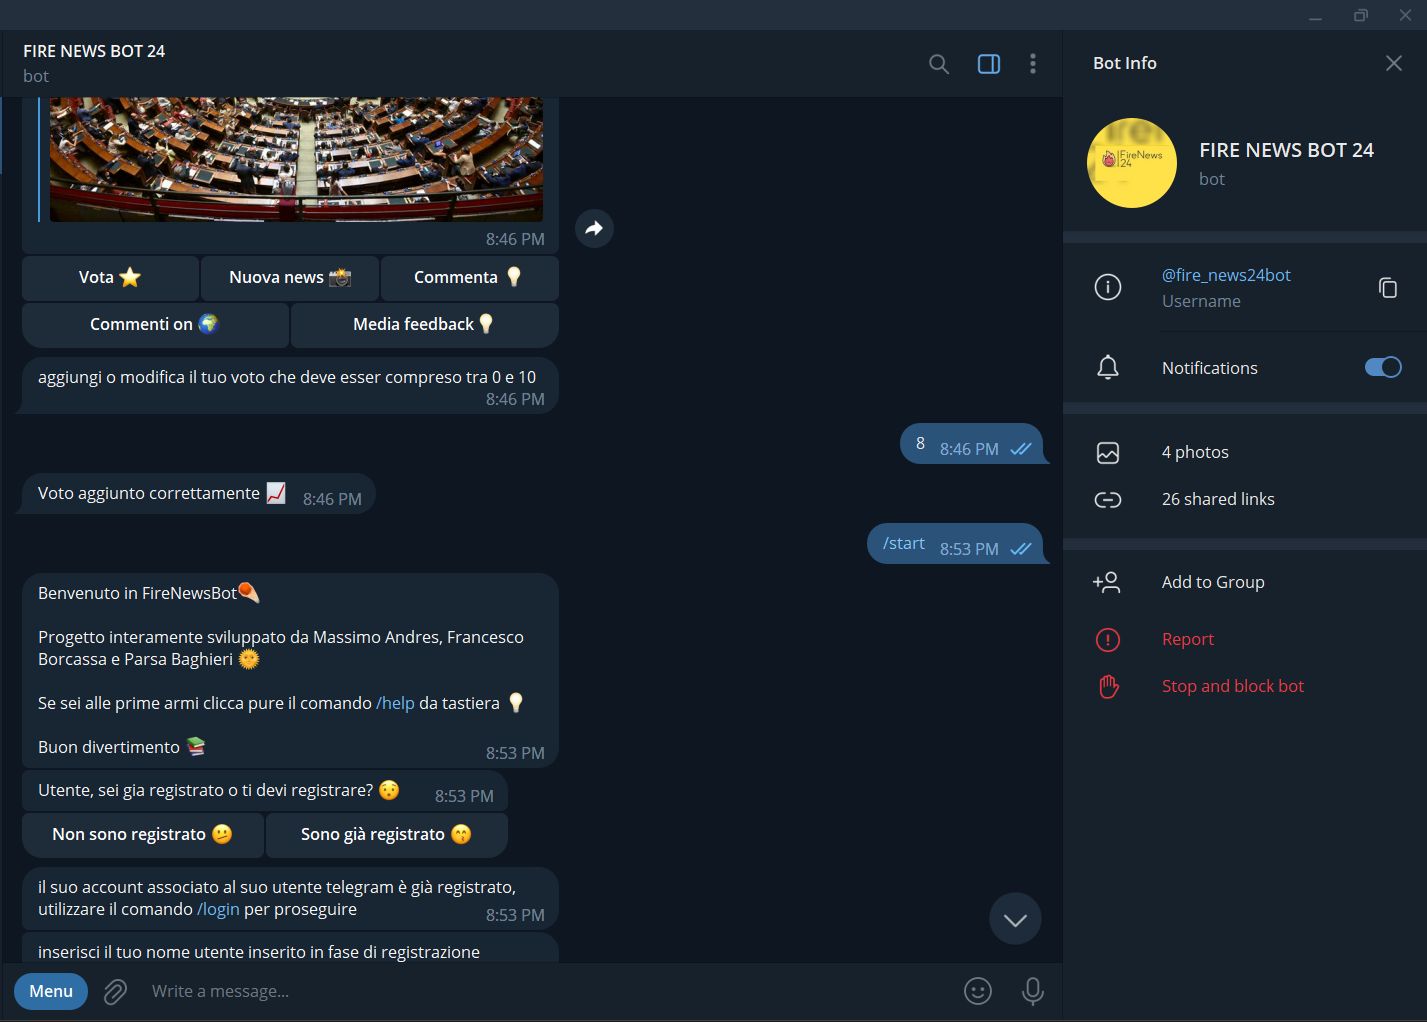 FIRE NEWS BOT 24
bot
8:46 PM
Vota ⭐
Nuova news 📸
Commenta 💡
Commenti on 🌍
Media feedback 💡
aggiungi o modifica il tuo voto che deve esser compreso tra 0 e 10
8:46 PM
8 8:46 PM
Voto aggiunto correttamente 📈 8:46 PM
/start 8:53 PM
Benvenuto in FireNewsBot
Progetto interamente sviluppato da Massimo Andres, Francesco
Borcassa e Parsa Baghieri 🌞
Se sei alle prime armi clicca pure il comando /help da tastiera 💡
Buon divertimento 📚
8:53 PM
Utente, sei gia registrato o ti devi registrare? 😯 8:53 PM
Non sono registrato 🫤
Sono già registrato 😙
il suo account associato al suo utente telegram è già registrato,
utilizzare il comando /login per proseguire 8:53 PM
inserisci il tuo nome utente inserito in fase di registrazione
Menu
Write a message...
Bot Info
FireNews
24
FIRE NEWS BOT 24
bot
@fire_news24bot
Username
Notifications
4 photos
26 shared links
Add to Group
Report
Stop and block bot